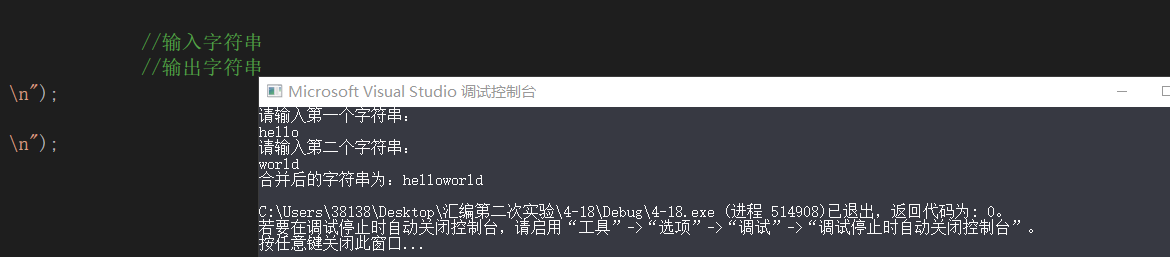 //输入字符串
//输出字符串
\n");
\n");
Microsoft Visual Studio 调试控制台
请输入第一个字符串：
hello
请输入第二个字符串：
world
合并后的字符串为：helloworld
C:\Users\38138\Desktop\汇编第二次实验\4-18\Debug\4-18.exe (进程 514908)已退出，返回代码为: 0。
若要在调试停止时自动关闭控制台，请启用“工具”->“选项”->“调试”->“调试停止时自动关闭控制台”。
按任意键关闭此窗口...